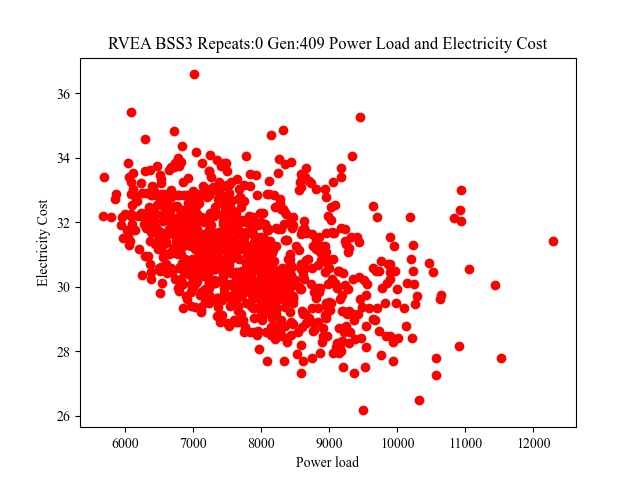 RVEA BSS3 Repeats:0 Gen:409 Power Load and Electricity Cost
36
34
32
30
28
26
Electricity Cost
6000 7000 8000 9000 10000 11000 12000
Power load